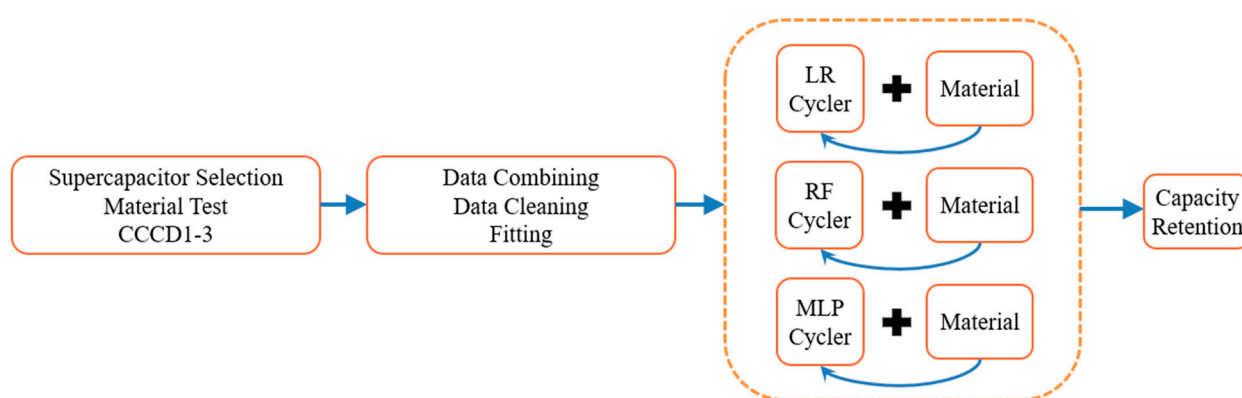 Supercapacitor Selection
Material Test
CCCD1-3
Data Combining
Data Cleaning
Fitting
LR
Cycler
Material
RF
Cycler
Material
MLP
Cycler
Material
Capacity
Retention